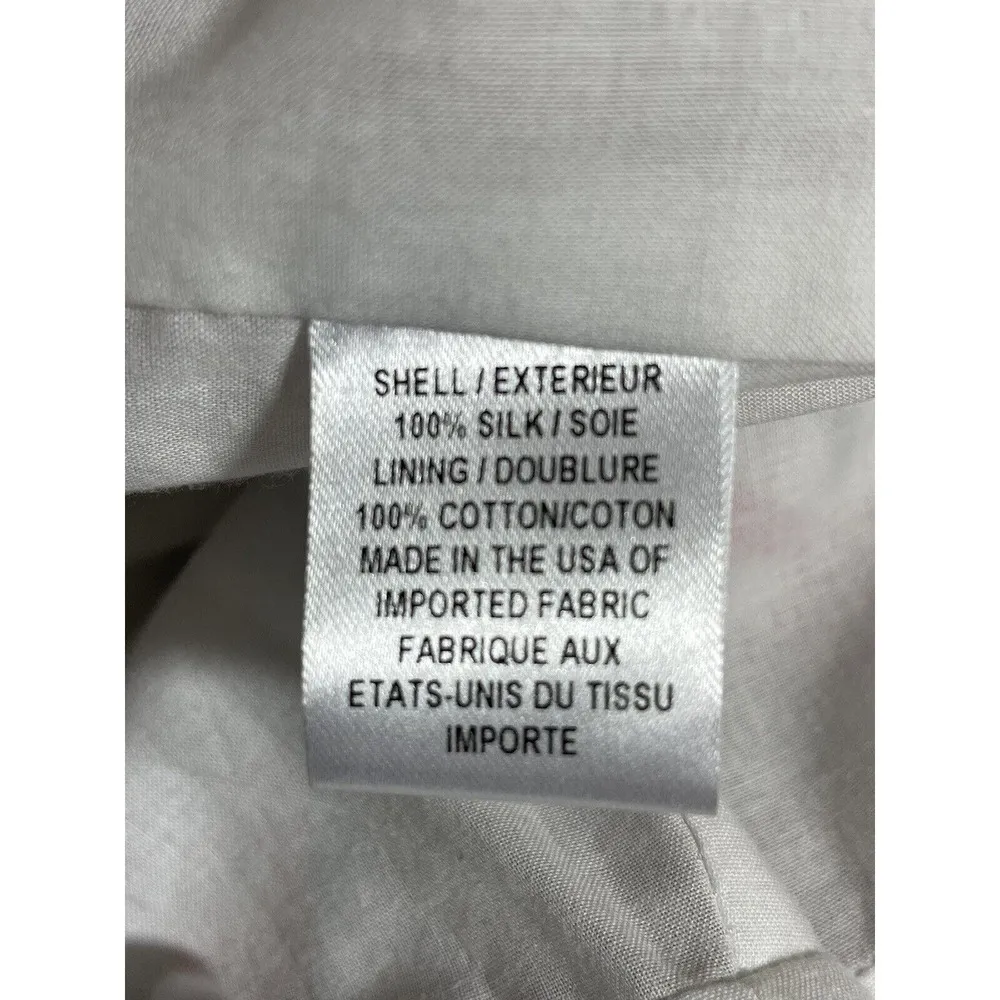 SHELL / EXTERIEUR
100% SILK / SOIE
LINING / DOUBLURE
100% COTTON/COTON
MADE IN THE USA OF
IMPORTED FABRIC
FABRIQUE AUX
ETATS-UNIS DU TISSU
IMPORTE